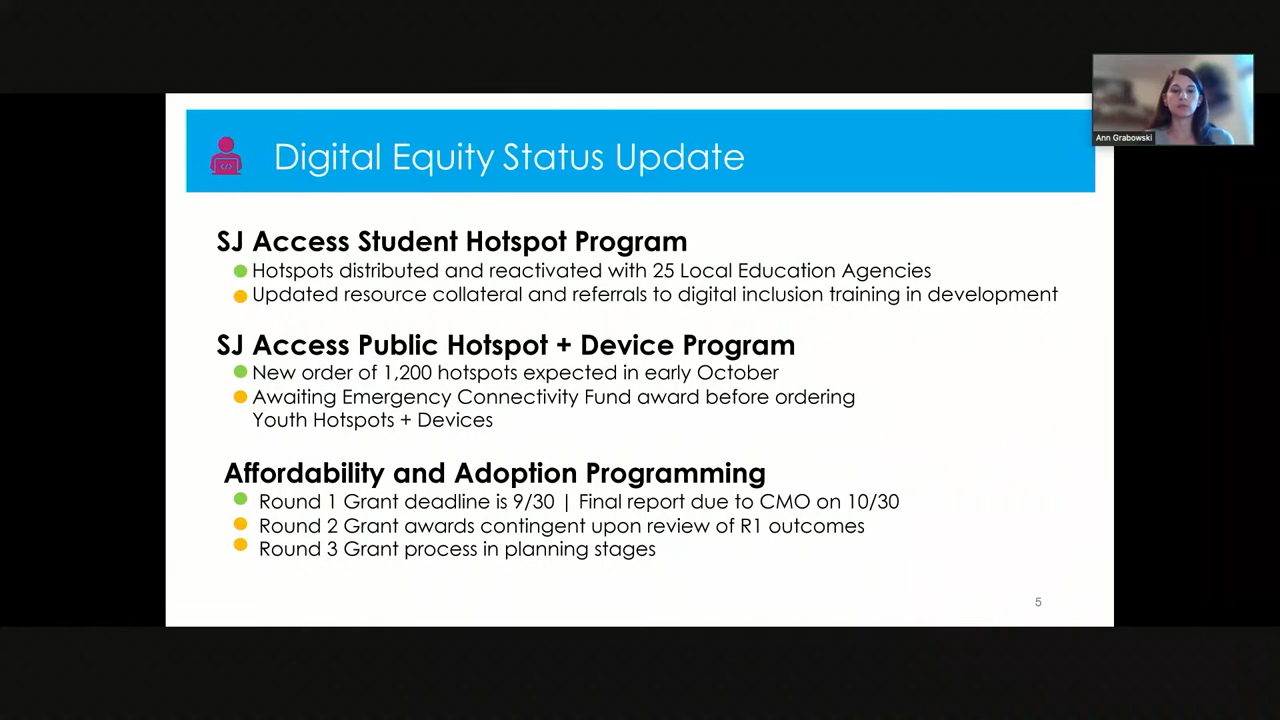 Ann Grabowski
Digital Equity Status Update
SJ Access Student Hotspot Program
Hotspots distributed and reactivated with 25 Local Education Agencies
Updated resource collateral and referrals to digital inclusion training in development
SJ Access Public Hotspot + Device Program
New order of 1,200 hotspots expected in early October
Awaiting Emergency Connectivity Fund award before ordering
Youth Hotspots + Devices
Affordability and Adoption Programming
Round 1 Grant deadline is 9/30 | Final report due to CMO on 10/30
Round 2 Grant awards contingent upon review of R1 outcomes
Round 3 Grant process in planning stages
5